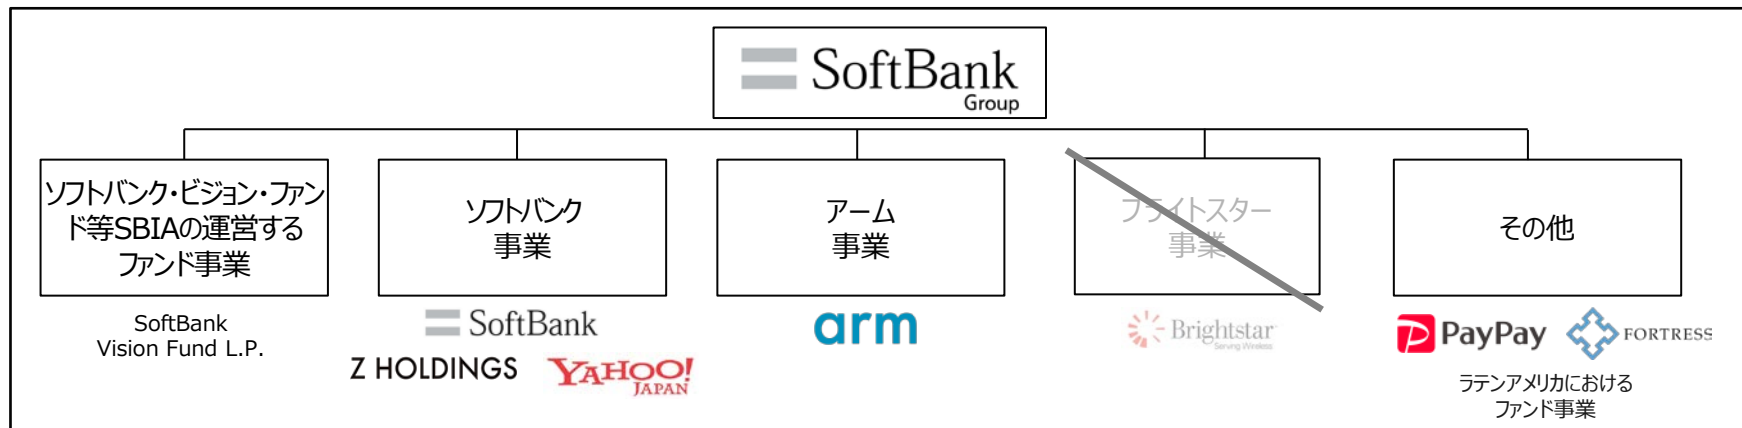 SoftBank
Group
ソフトバンク・ビジョン・ファン
ド等SBIAの運営する
ファンド事業
ソフトバンク
事業
アーム
事業
ブライトスター
事業
その他
SoftBank
Vision Fund L.P.
SoftBank
Z HOLDINGS
YAHOO!
JAPAN
arm
Brightstar
Serving Wireless
PayPay
FORTRESS
ラテンアメリカにおける
ファンド事業